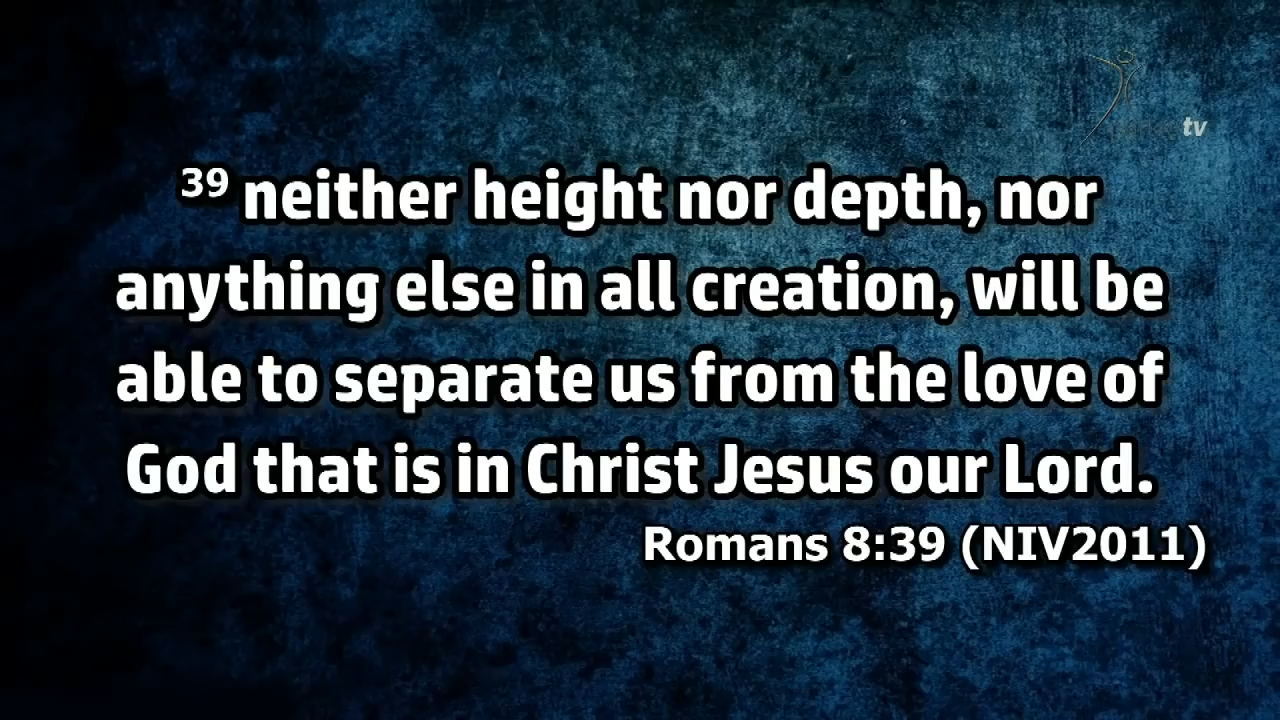 tv
39 neither height nor depth, nor
anything else in all creation, will be
able to separate us from the love of
God that is in Christ Jesus our Lord.
Romans 8:39 (NIV2011)